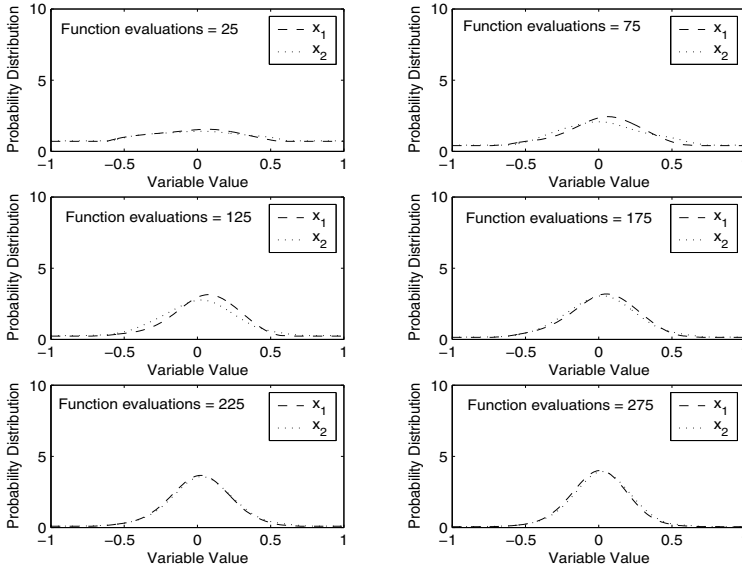 10
5
0
Probability Distribution
Function evaluations = 25
x1
x2
−1 −0.5 0 0.5 1
Variable Value
10
5
0
Probability Distribution
Function evaluations = 75
x1
x2
−1 −0.5 0 0.5
Variable Value
10
5
0
Probability Distribution
Function evaluations = 125
x1
x2
−1 −0.5 0 0.5 1
Variable Value
10
5
0
Probability Distribution
Function evaluations = 175
x1
x2
−1 −0.5 0 0.5
Variable Value
10
5
0
Probability Distribution
Function evaluations = 225
x1
x2
−1 −0.5 0 0.5 1
Variable Value
10
5
0
Probability Distribution
Function evaluations = 275
x1
x2
−1 −0.5 0 0.5
Variable Value